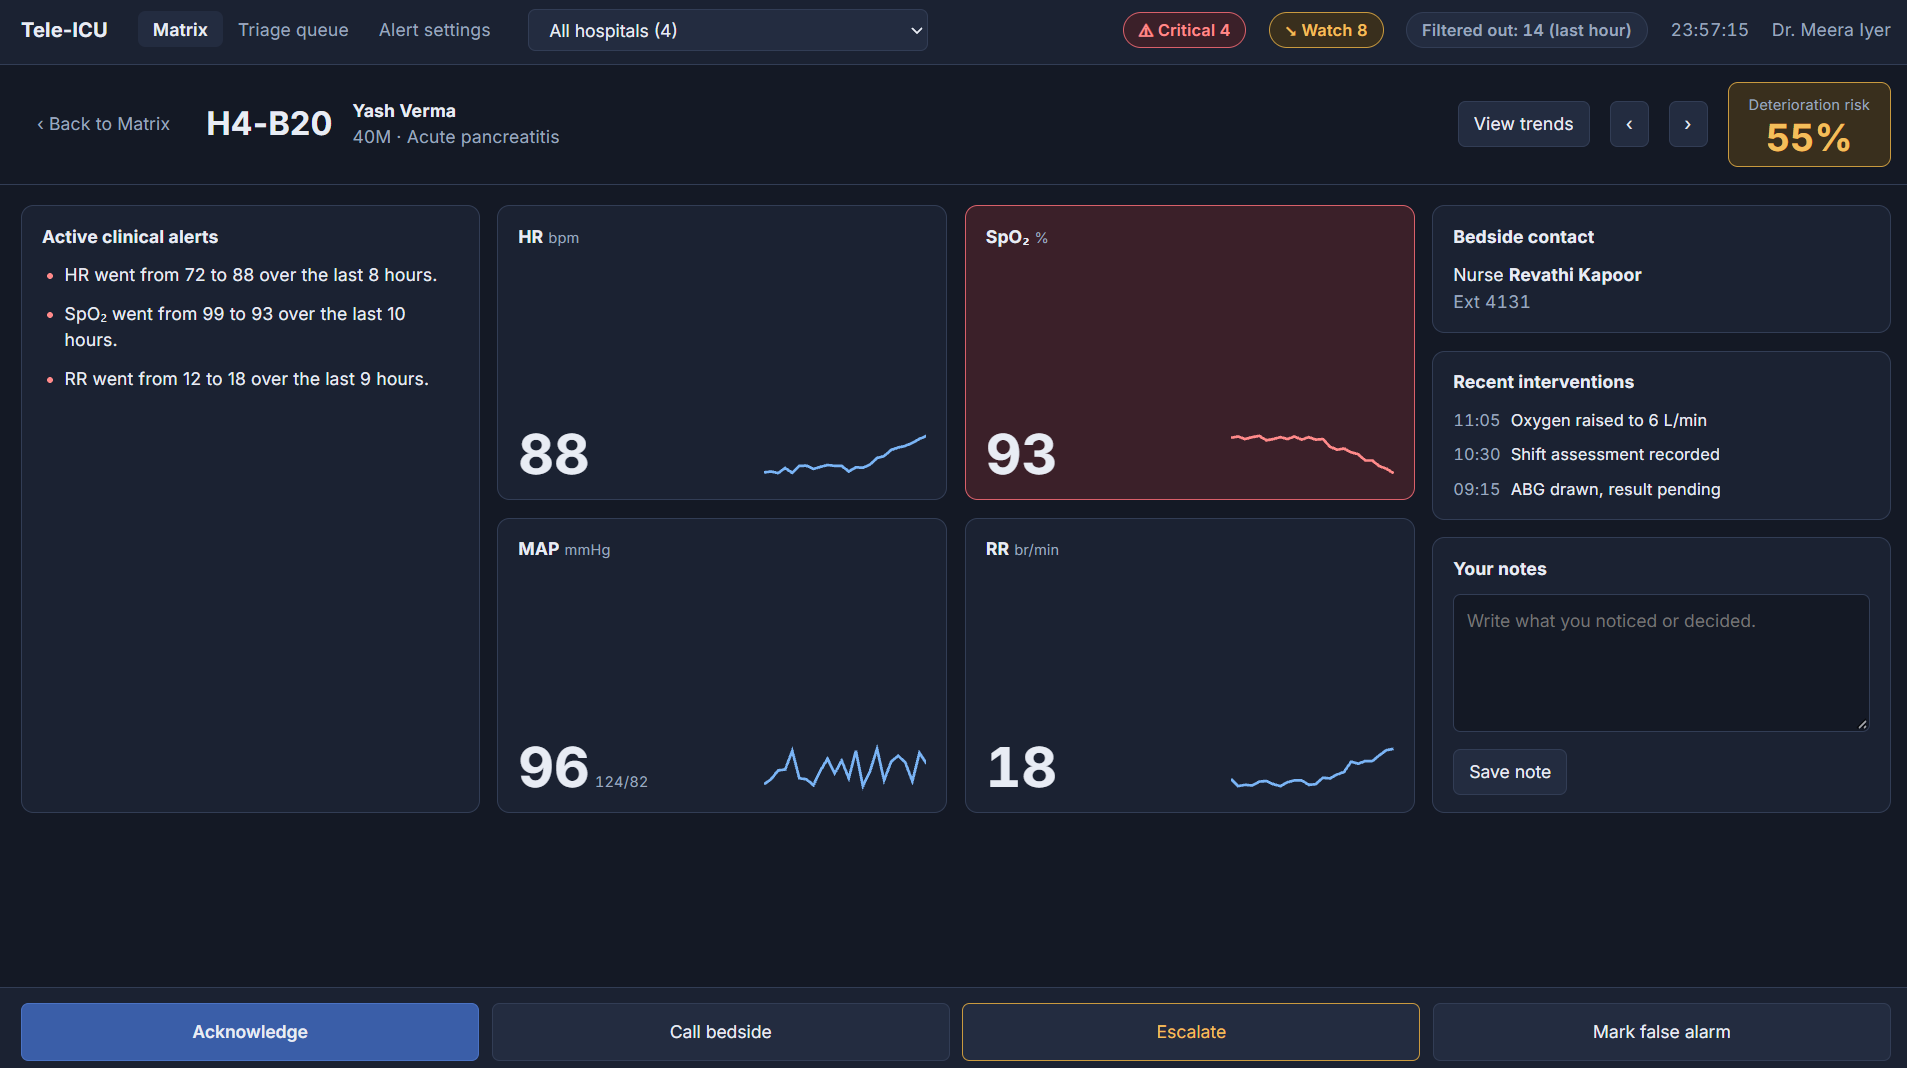 Tele-ICU
Matrix
Triage queue
Alert settings
All hospitals (4)
Critical 4
↘ Watch 8
Filtered out: 14 (last hour)
23:57:15
Dr. Meera Iyer
‹ Back to Matrix
H4-B20
Yash Verma
40M · Acute pancreatitis
View trends
‹
›
Deterioration risk
55%
Active clinical alerts
• HR went from 72 to 88 over the last 8 hours.
• SpO₂ went from 99 to 93 over the last 10
hours.
• RR went from 12 to 18 over the last 9 hours.
HR bpm
88
SpO₂ %
93
MAP mmHg
96 124/82
RR br/min
18
Bedside contact
Nurse Revathi Kapoor
Ext 4131
Recent interventions
11:05 Oxygen raised to 6 L/min
10:30 Shift assessment recorded
09:15 ABG drawn, result pending
Your notes
Write what you noticed or decided.
Save note
Acknowledge
Call bedside
Escalate
Mark false alarm